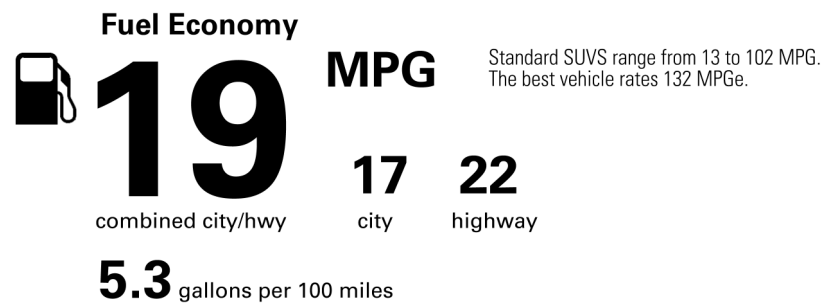 Fuel Economy
19
MPG
Standard SUVS range from 13 to 102 MPG.
The best vehicle rates 132 MPGe.
combined city/hwy
17
city
22
highway
5.3 gallons per 100 miles